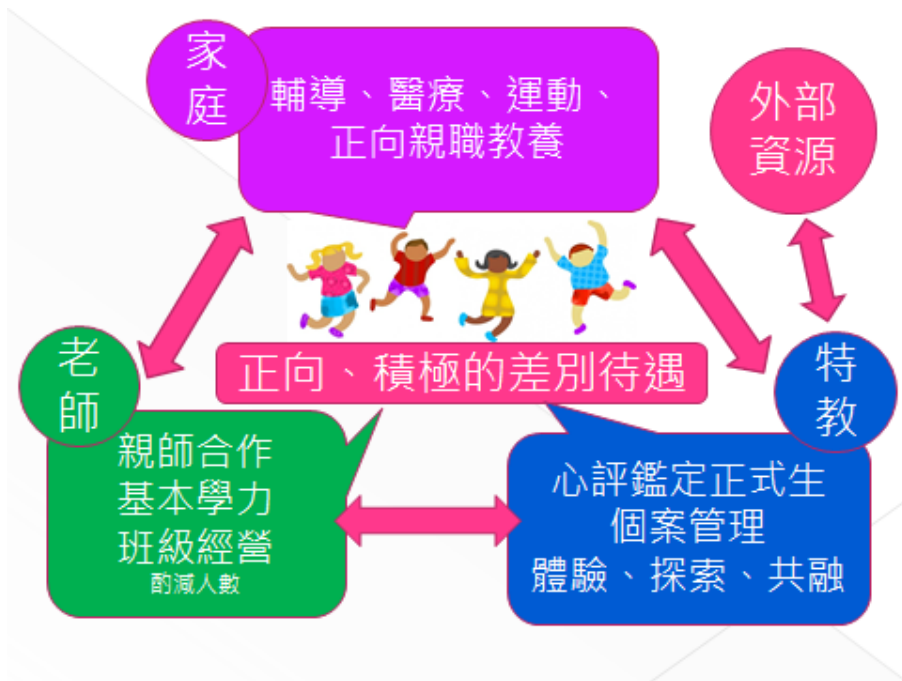 家
庭
輔導、醫療、運動、
正向親職教養
外部
資源
正向、積極的差別待遇
老
師
親師合作
基本學力
班級經營
酌減人數
特
教
心評鑑定正式生
個案管理
體驗、探索、共融